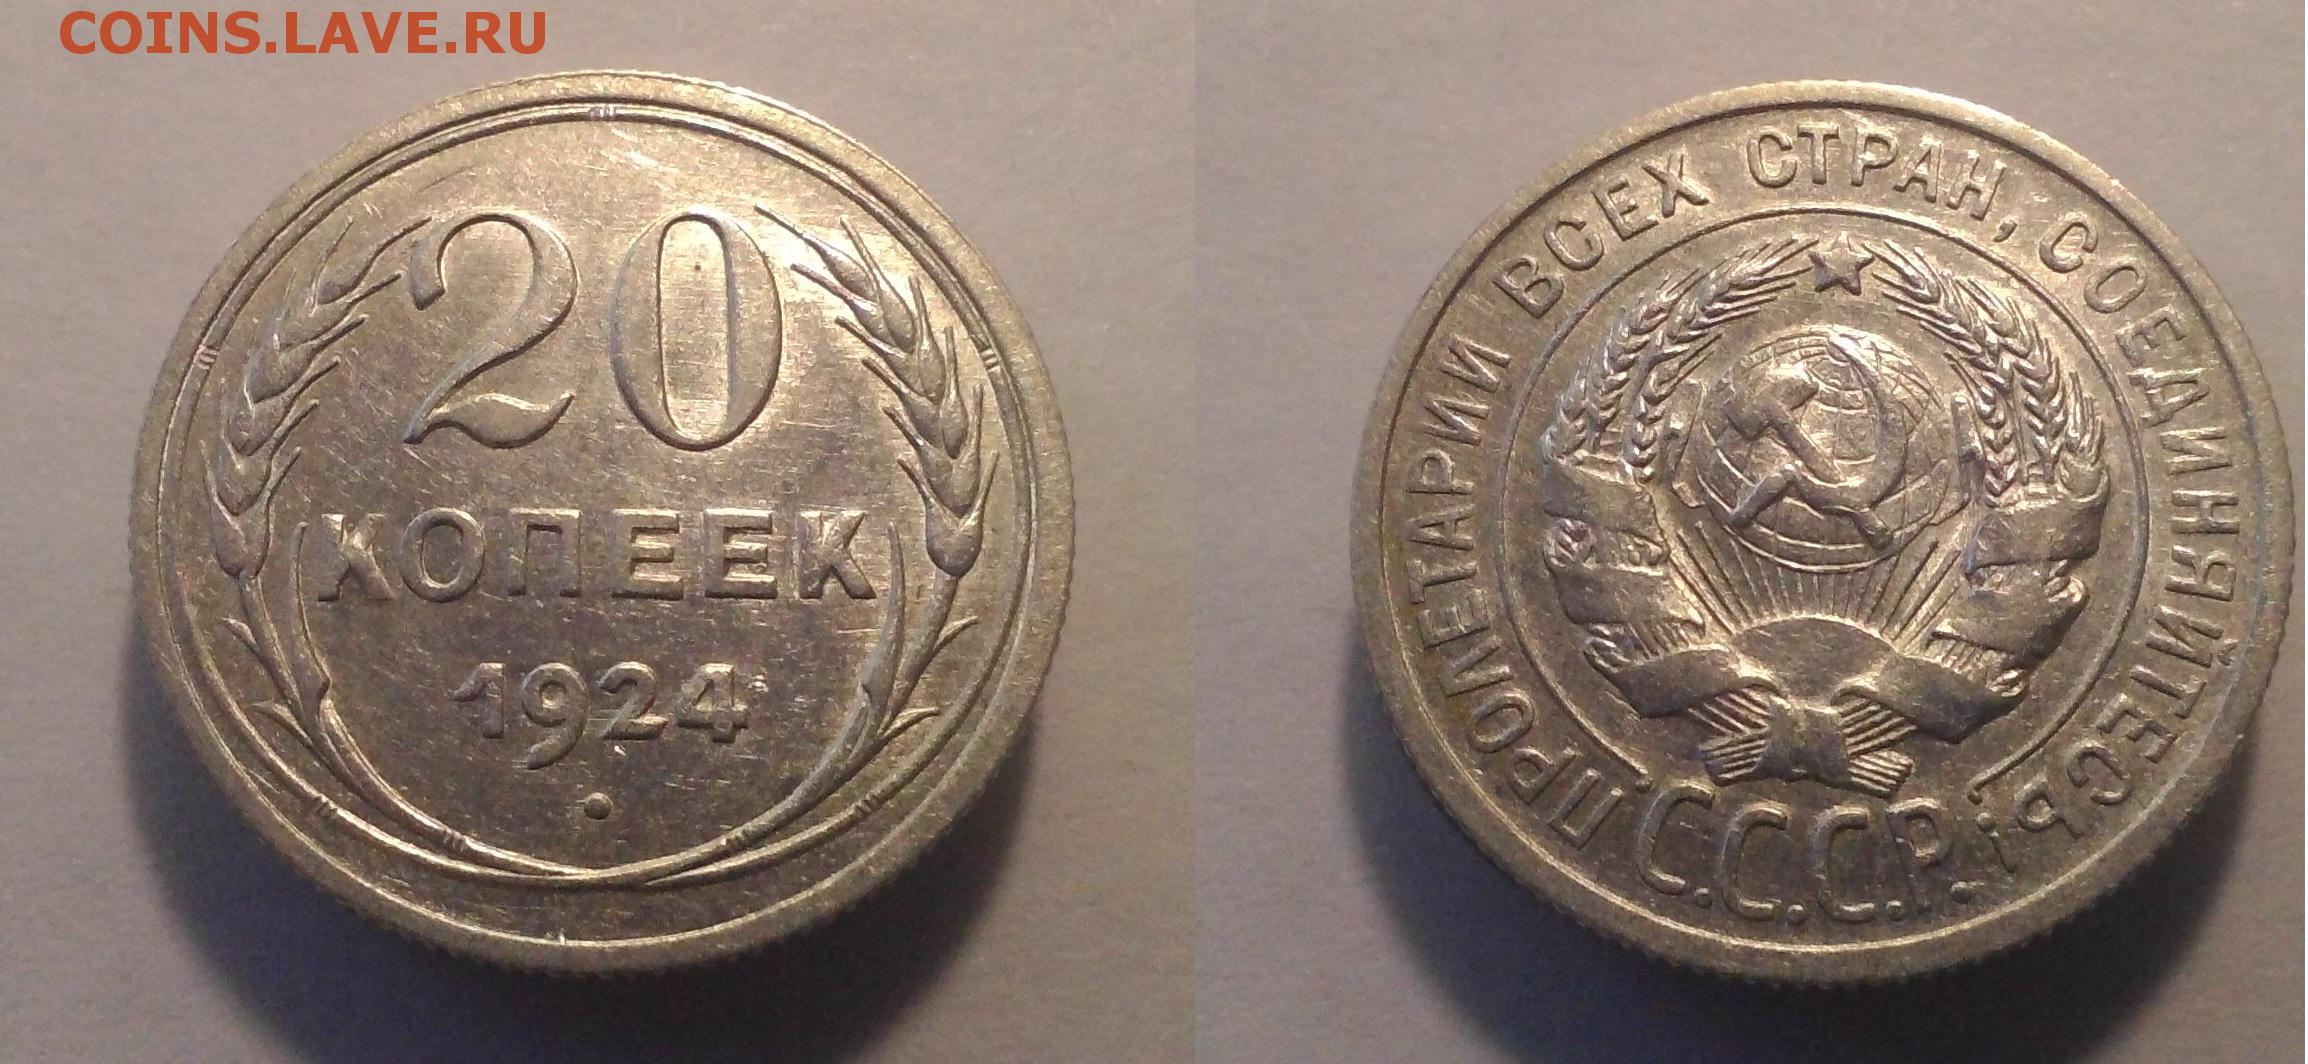 COINS.LAVE.RU
20
КОПЕЕК
1924
ПРОЛЕТАРИИ ВСЕХ СТРАН, СОЕДИНЯЙТЕСЬ!
С.С.С.Р.